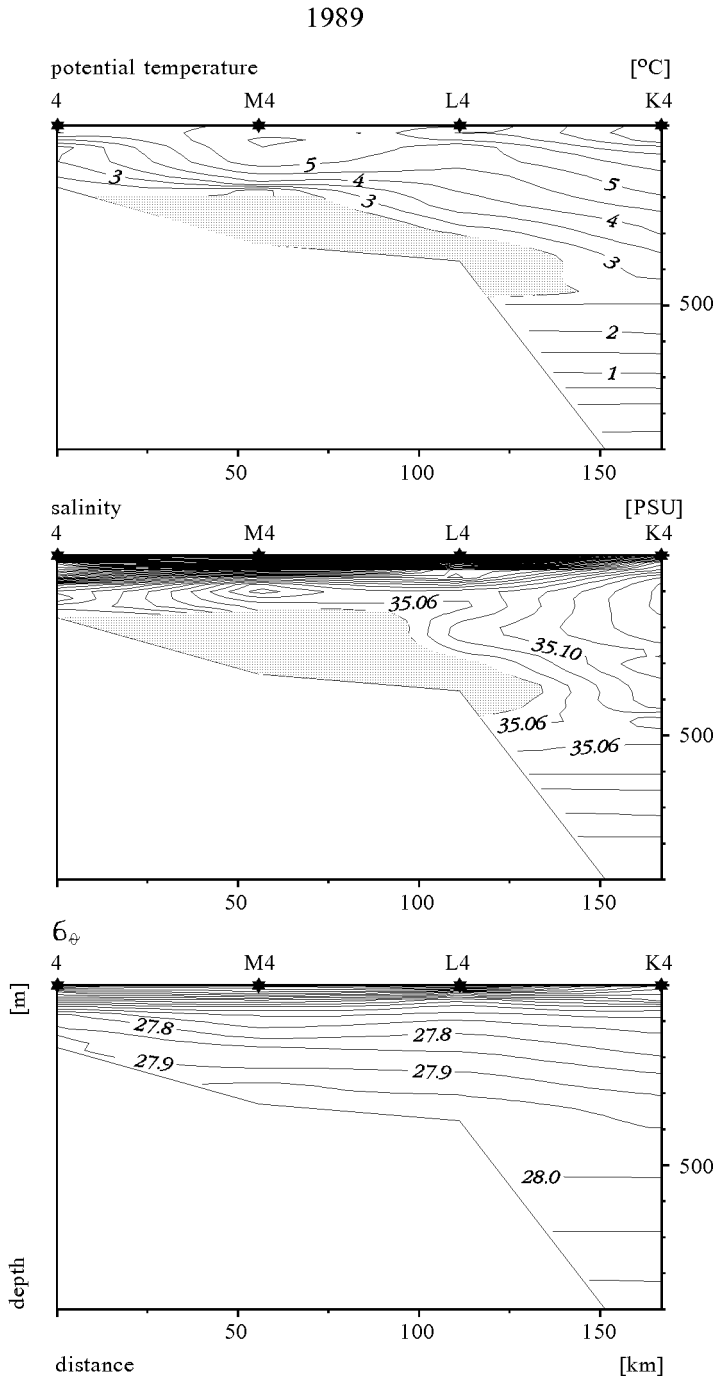 1989
potential temperature [°C]
4 M4 L4 K4
5
3 4 5
3 4
3
500
2
1
50 100 150
salinity [PSU]
4 M4 L4 K4
35.06
35.10
35.06
35.06 500
50 100 150
σθ
4 M4 L4 K4
[m]
27.8 27.8
27.9 27.9
500
28.0
depth
50 100 150
distance [km]